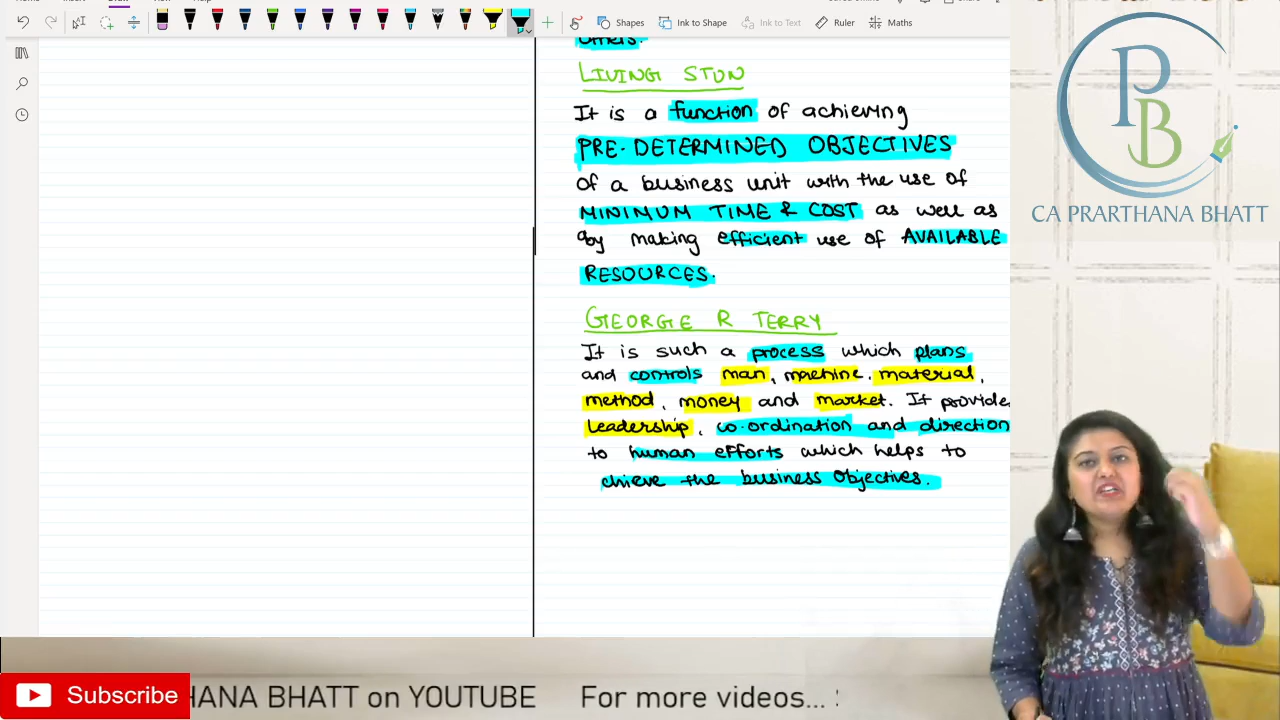 Shapes
Ink to Shape
Ink to Text
Ruler
Maths
others.
LIVING STON
It is a function of achieving
PRE-DETERMINED OBJECTIVES
of a business unit with the use of
MINIMUM TIME & COST as well as
by making efficient use of AVAILABLE
RESOURCES.
GEORGE R TERRY
It is such a process which plans
and controls man, machine, material,
method, money and market. It provide
leadership, co-ordination and direction
to human efforts which helps to
chieve the business Objectives.
PB
CA PRARTHANA BHATT
Subscribe
HANA BHATT on YOUTUBE For more videos...